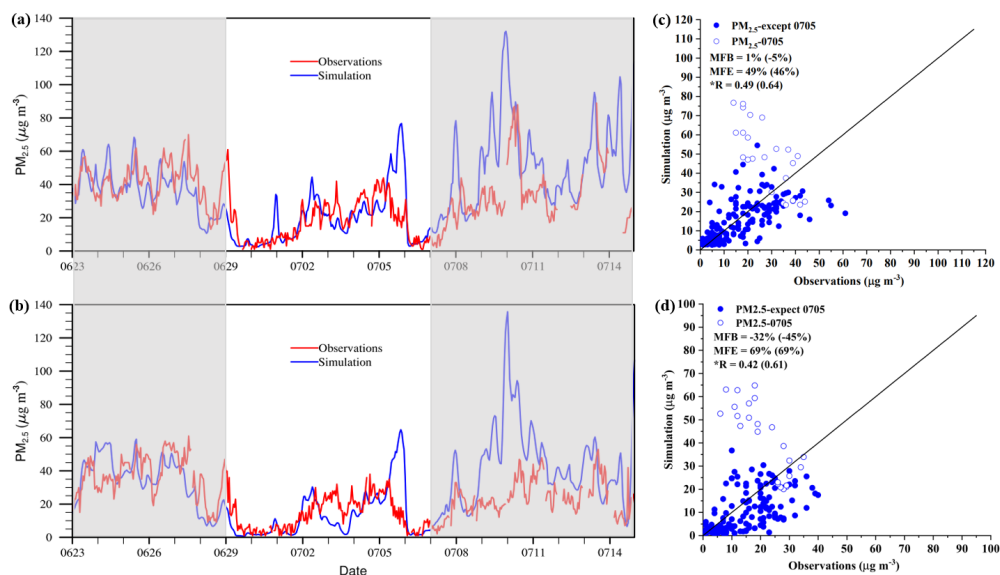 (a)
140
120
100
80
60
40
20
0
PM2.5 (μg m-3)
Observations
Simulation
0623 0626 0629 0702 0705 0708 0711 0714
(b)
140
120
100
80
60
40
20
0
PM2.5 (μg m-3)
Observations
Simulation
0623 0626 0629 0702 0705 0708 0711 0714
Date
(c)
120
110
100
90
80
70
60
50
40
30
20
10
0
Simulation (μg m-3)
PM2.5-except 0705
PM2.5-0705
MFB = 1% (-5%)
MFE = 49% (46%)
*R = 0.49 (0.64)
0 10 20 30 40 50 60 70 80 90 100 110 120
Observations (μg m-3)
(d)
100
90
80
70
60
50
40
30
20
10
0
Simulation (μg m-3)
PM2.5-expect 0705
PM2.5-0705
MFB = -32% (-45%)
MFE = 69% (69%)
*R = 0.42 (0.61)
0 10 20 30 40 50 60 70 80 90 100
Observations (μg m-3)